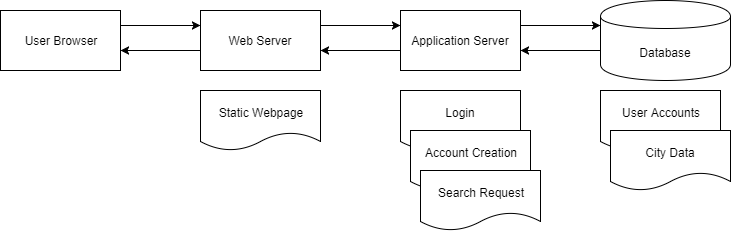 User Browser
Web Server
Application Server
Database
Static Webpage
Login
User Accounts
Account Creation
City Data
Search Request